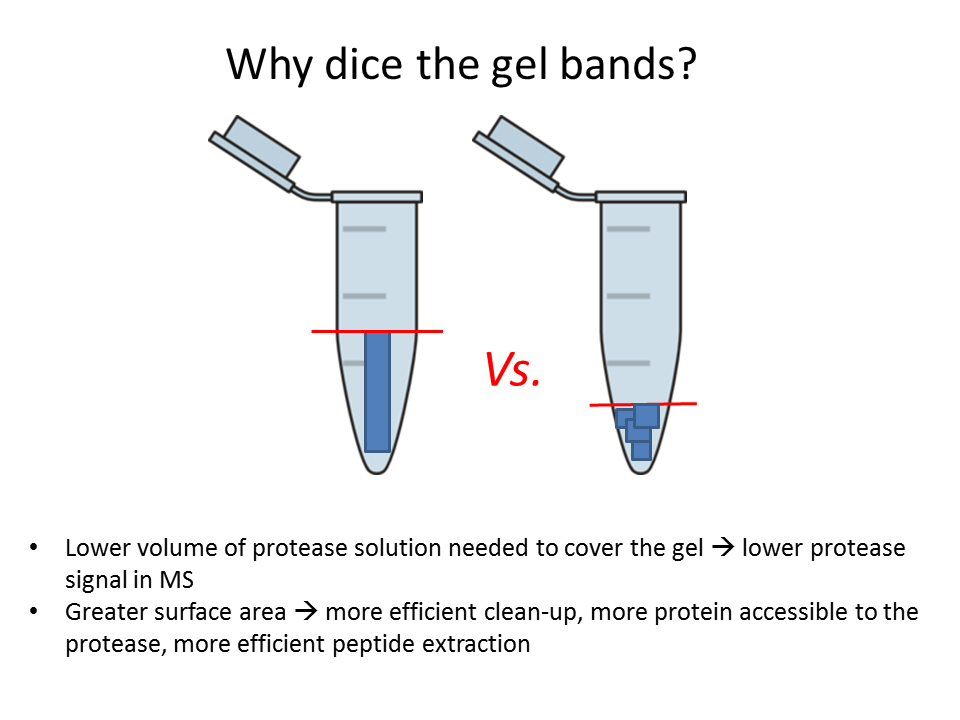 Why dice the gel bands?
Vs.
• Lower volume of protease solution needed to cover the gel → lower protease
signal in MS
• Greater surface area → more efficient clean-up, more protein accessible to the
protease, more efficient peptide extraction